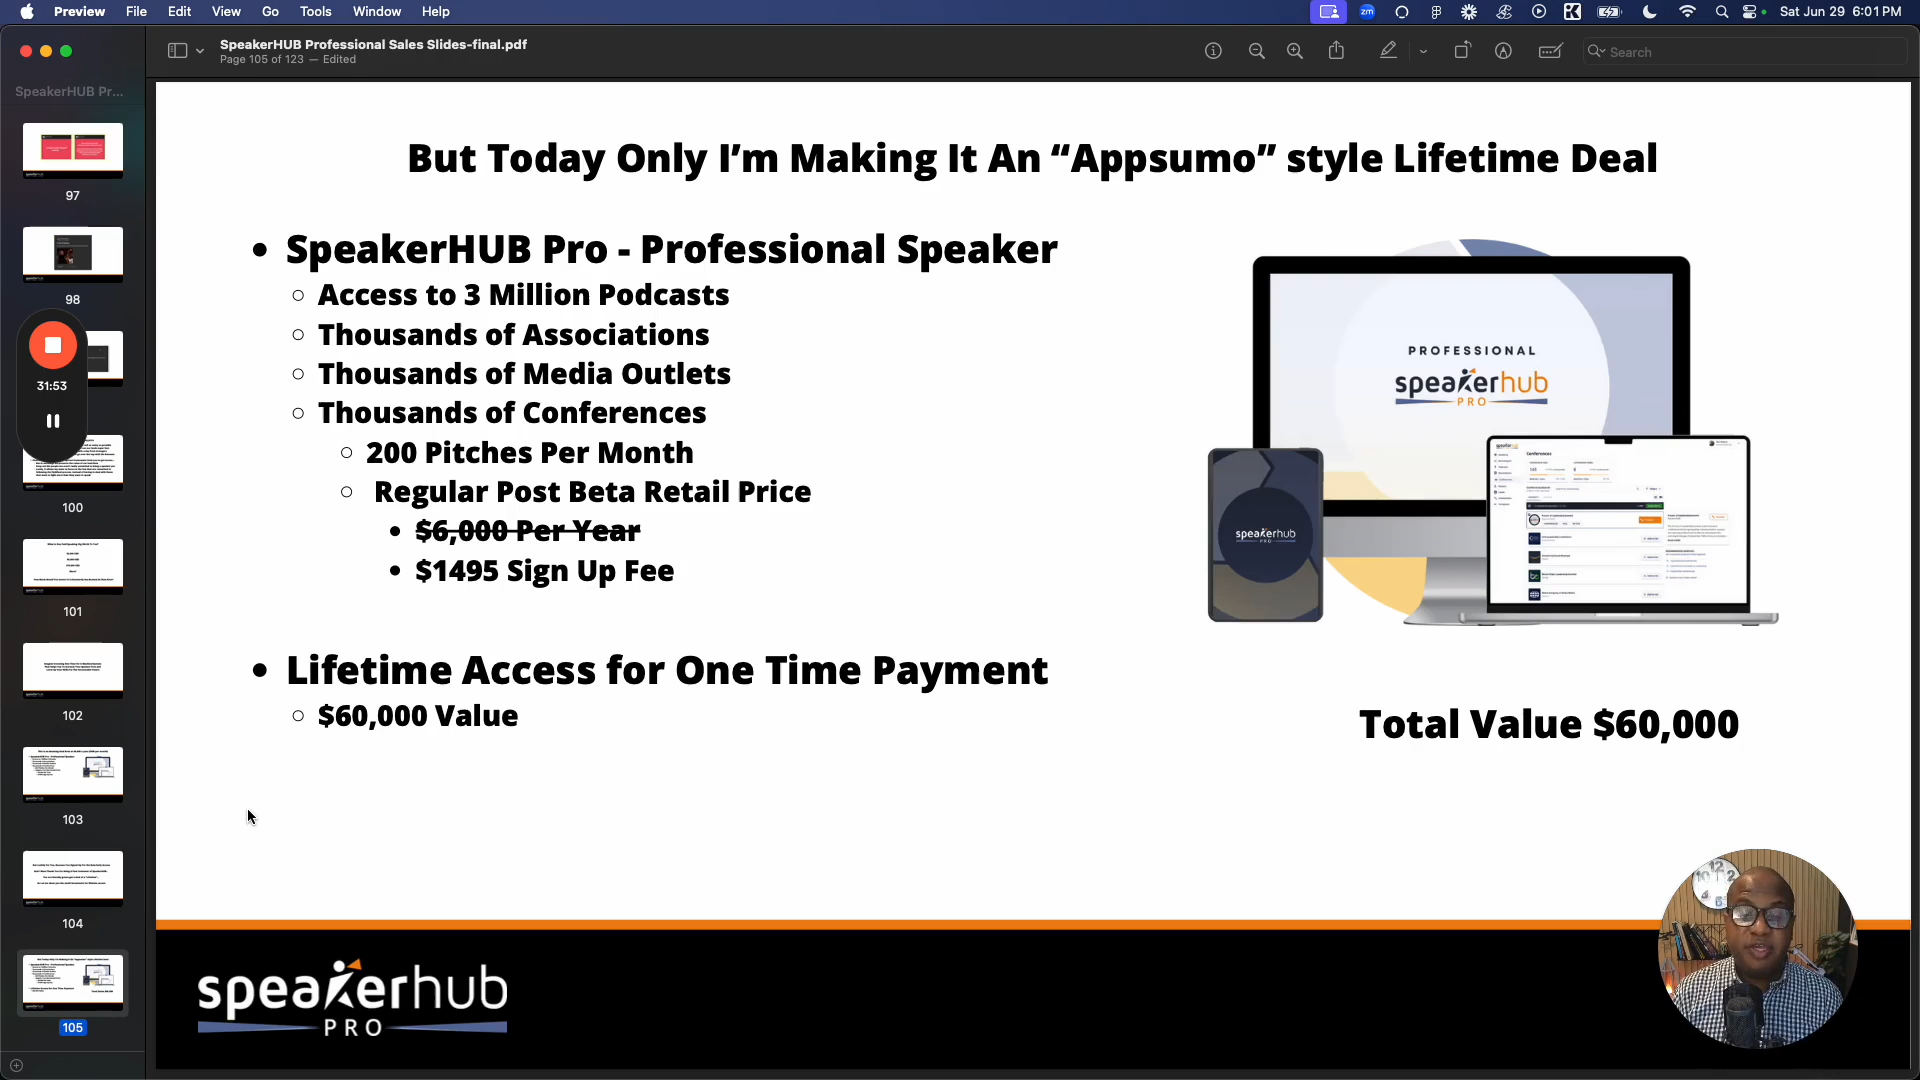 Preview File Edit View Go Tools Window Help
zm
Sat Jun 29 6:01 PM
SpeakerHUB Professional Sales Slides-final.pdf
Page 105 of 123 — Edited
Search
SpeakerHUB Pr...
97
98
31:53
100
101
102
103
104
105
But Today Only I’m Making It An “Appsumo” style Lifetime Deal
• SpeakerHUB Pro - Professional Speaker
○ Access to 3 Million Podcasts
○ Thousands of Associations
○ Thousands of Media Outlets
○ Thousands of Conferences
○ 200 Pitches Per Month
○ Regular Post Beta Retail Price
• $6,000 Per Year
• $1495 Sign Up Fee
• Lifetime Access for One Time Payment
○ $60,000 Value
PROFESSIONAL
speakerhub
PRO
speakerhub
PRO
Conferences
Total Value $60,000
speakerhub
PRO